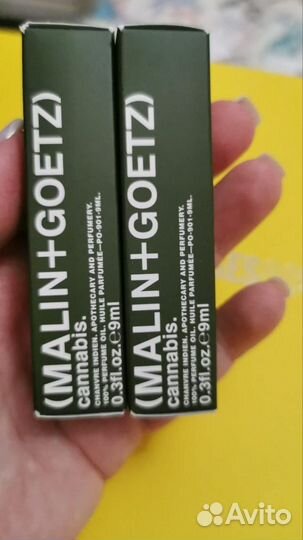 (MALIN+GOETZ)
cannabis.
CHANVRE INDIEN. APOTHECARY AND PERFUMERY.
100% PERFUME OIL. HUILE PARFUMÉE—PO-901-9ML.
0.3fl.oz.℮9ml
(MALIN+GOETZ)
cannabis.
CHANVRE INDIEN. APOTHECARY AND PERFUMERY.
100% PERFUME OIL. HUILE PARFUMÉE—PO-901-9ML.
0.3fl.oz.℮9ml
Avito